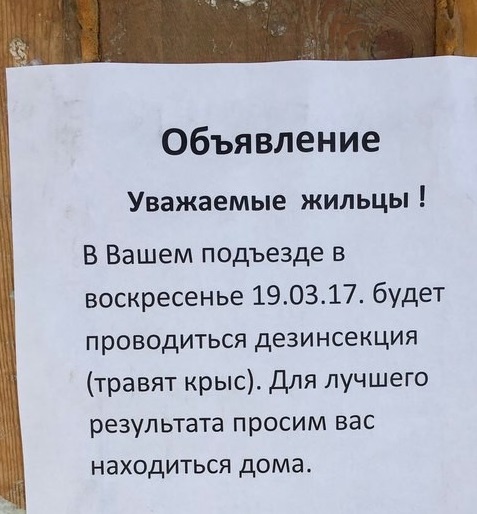 Объявление
Уважаемые жильцы !
В Вашем подъезде в
воскресенье 19.03.17. будет
проводиться дезинсекция
(травят крыс). Для лучшего
результата просим вас
находиться дома.